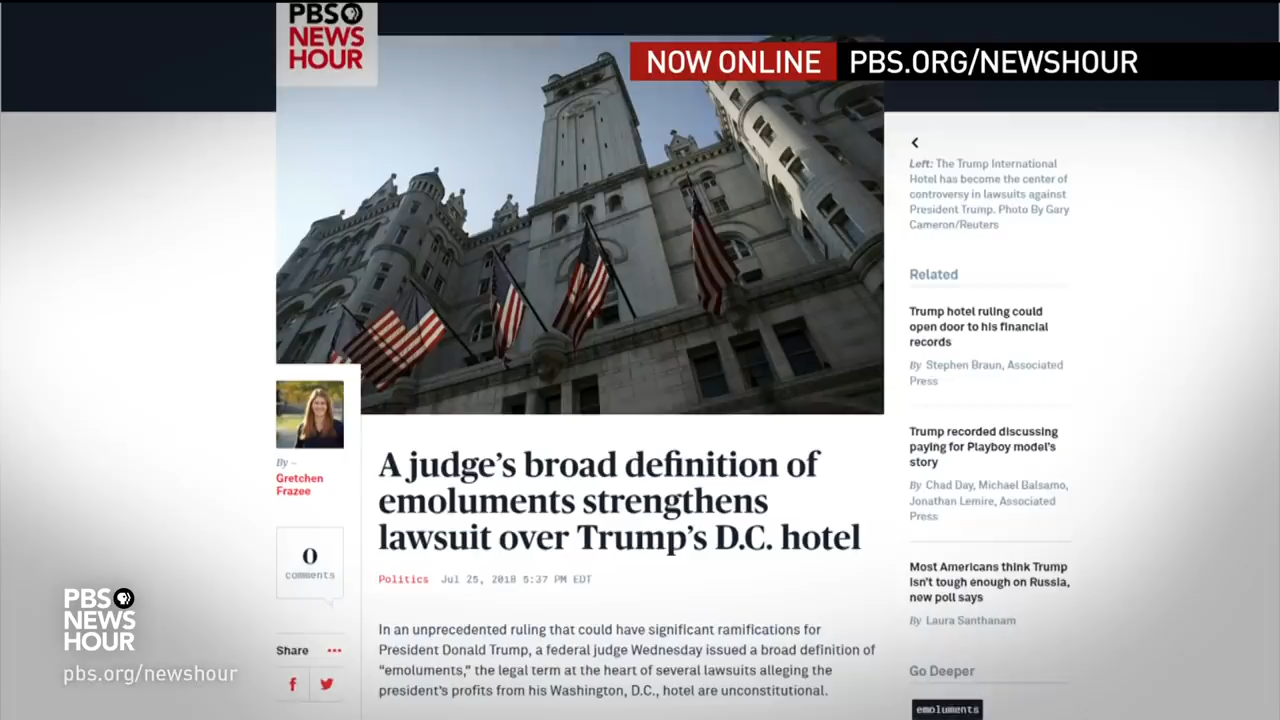 PBS
NEWS
HOUR
NOW ONLINE PBS.ORG/NEWSHOUR
Left: The Trump International
Hotel has become the center of
controversy in lawsuits against
President Trump. Photo By Gary
Cameron/Reuters
Related
Trump hotel ruling could
open door to his financial
records
By Stephen Braun, Associated
Press
Trump recorded discussing
paying for Playboy model's
story
By Chad Day, Michael Balsamo,
Jonathan Lemire, Associated
Press
Most Americans think Trump
isn't tough enough on Russia,
new poll says
By Laura Santhanam
Go Deeper
emoluments
By –
Gretchen
Frazee
0
comments
Share
A judge's broad definition of
emoluments strengthens
lawsuit over Trump's D.C. hotel
Politics Jul 25, 2018 5:37 PM EDT
In an unprecedented ruling that could have significant ramifications for
President Donald Trump, a federal judge Wednesday issued a broad definition of
“emoluments,” the legal term at the heart of several lawsuits alleging the
president's profits from his Washington, D.C., hotel are unconstitutional.
PBS
NEWS
HOUR
pbs.org/newshour